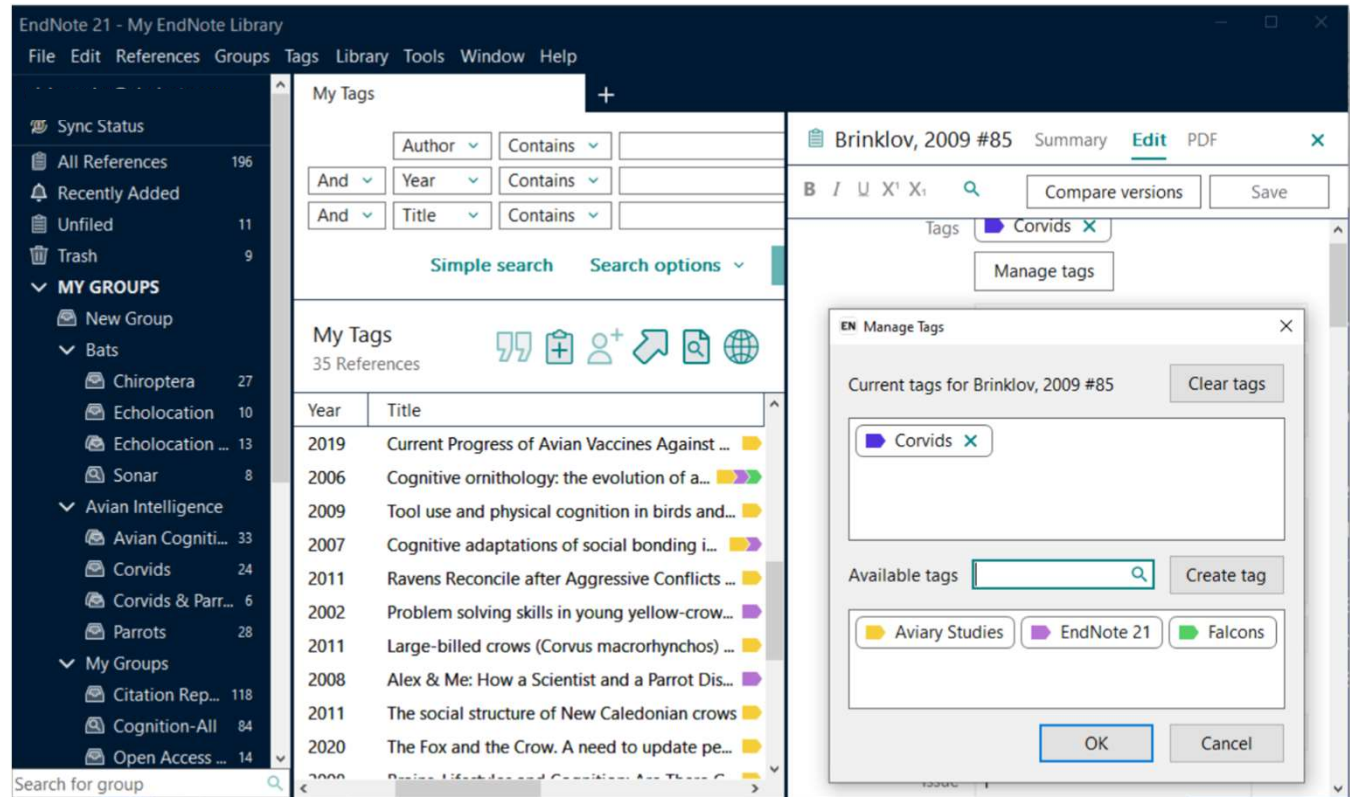 EndNote 21 - My EndNote Library
File Edit References Groups Tags Library Tools Window Help
Sync Status
All References 196
Recently Added
Unfiled 11
Trash 9
MY GROUPS
New Group
Bats
Chiroptera 27
Echolocation 10
Echolocation ... 13
Sonar 8
Avian Intelligence
Avian Cogniti... 33
Corvids 24
Corvids & Parr... 6
Parrots 28
My Groups
Citation Rep... 118
Cognition-All 84
Open Access ... 14
Search for group
My Tags +
Author Contains
And Year Contains
And Title Contains
Simple search Search options
My Tags
35 References
Year Title
2019 Current Progress of Avian Vaccines Against ...
2006 Cognitive ornithology: the evolution of a...
2009 Tool use and physical cognition in birds and...
2007 Cognitive adaptations of social bonding i...
2011 Ravens Reconcile after Aggressive Conflicts ...
2002 Problem solving skills in young yellow-crow...
2011 Large-billed crows (Corvus macrorhynchos) ...
2008 Alex & Me: How a Scientist and a Parrot Dis...
2011 The social structure of New Caledonian crows
2020 The Fox and the Crow. A need to update pe...
Brinklov, 2009 #85 Summary Edit PDF
B I U X¹ X₁ Compare versions Save
Tags Corvids
Manage tags
EN Manage Tags
Current tags for Brinklov, 2009 #85 Clear tags
Corvids
Available tags Create tag
Aviary Studies EndNote 21 Falcons
OK Cancel